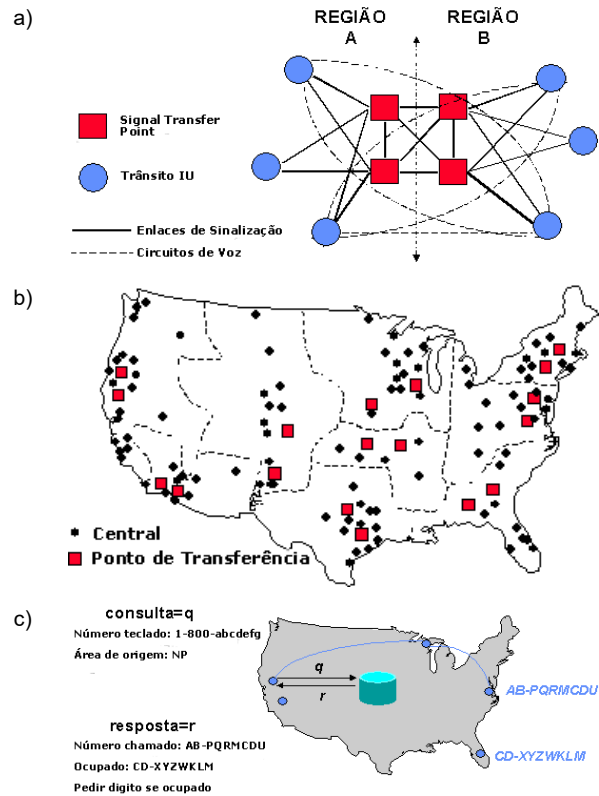 a)
REGIÃO
A
REGIÃO
B
Signal Transfer
Point
Trânsito IU
Enlaces de Sinalização
Circuitos de Voz
b)
Central
Ponto de Transferência
c)
consulta=q
Número teclado: 1-800-abcdefg
Área de origem: NP
resposta=r
Número chamado: AB-PQRMCDU
Ocupado: CD-XYZWKLM
Pedir digito se ocupado
q
r
AB-PQRMCDU
CD-XYZWKLM